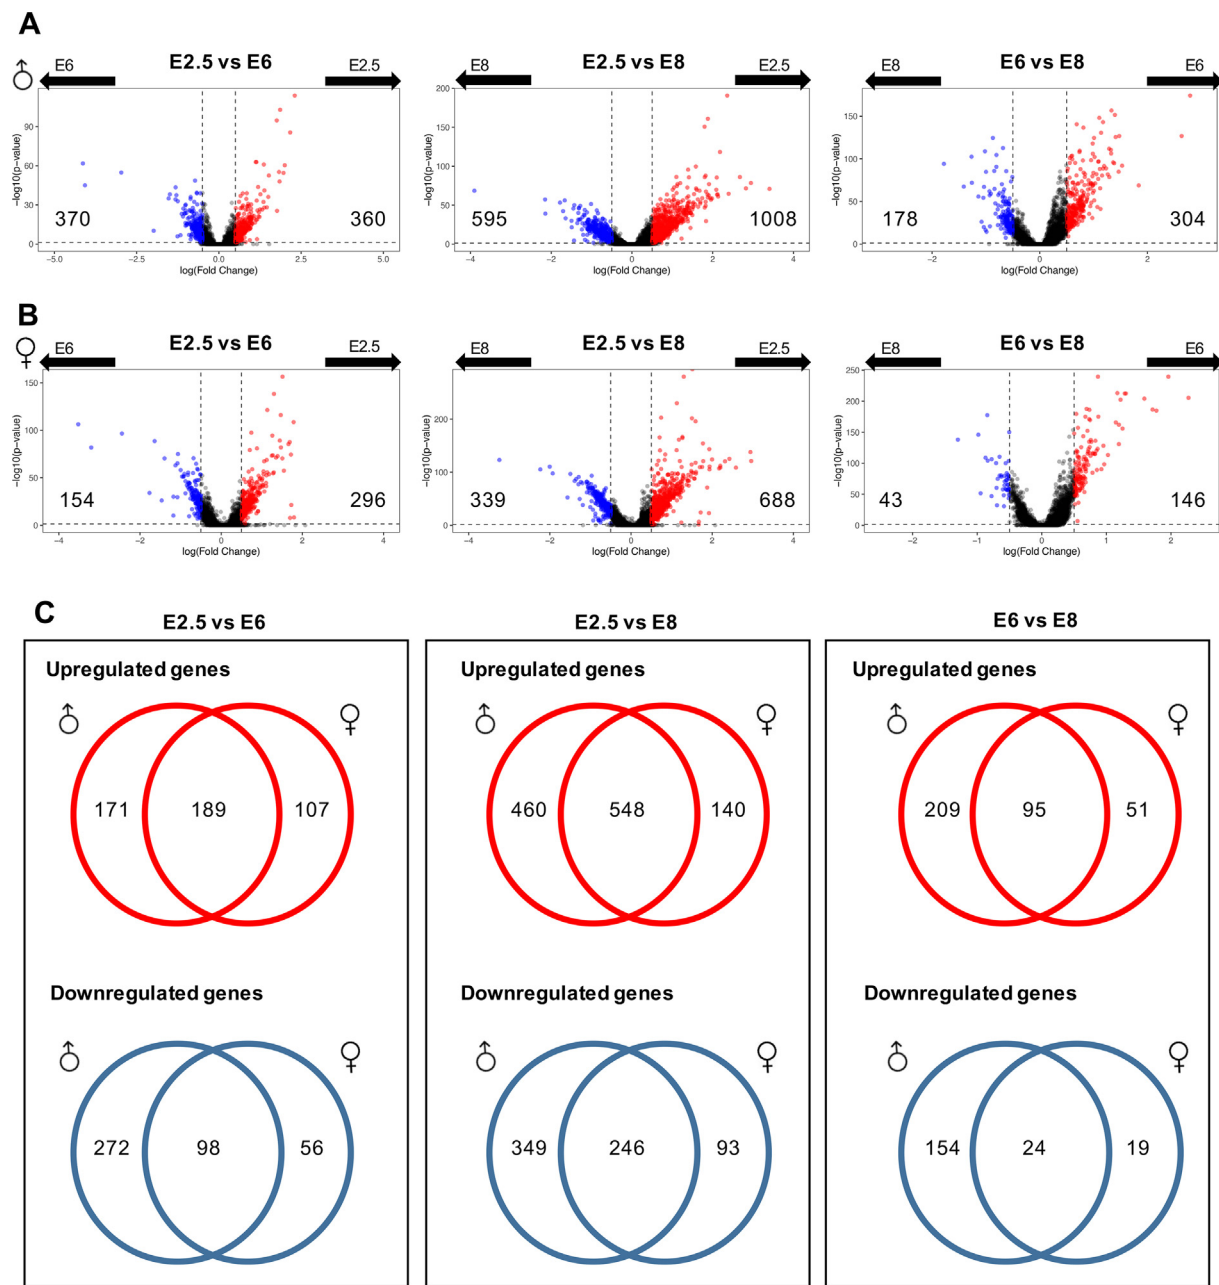 A
♂
E6
E2.5 vs E6
E2.5
E8
E2.5 vs E8
E2.5
E8
E6 vs E8
E6
−log10(p−value)
90
60
30
0
370
360
−5.0
−2.5
0.0
2.5
5.0
log(Fold Change)
−log10(p−value)
200
150
100
50
0
595
1008
−4
−2
0
2
4
log(Fold Change)
−log10(p−value)
150
100
50
0
178
304
−2
0
2
log(Fold Change)
B
♀
E6
E2.5 vs E6
E2.5
E8
E2.5 vs E8
E2.5
E8
E6 vs E8
E6
−log10(p−value)
150
100
50
0
154
296
−4
−2
0
2
4
log(Fold Change)
−log10(p−value)
200
100
0
339
688
−4
−2
0
2
4
log(Fold Change)
−log10(p−value)
250
200
150
100
50
0
43
146
−2
−1
0
1
2
log(Fold Change)
C
E2.5 vs E6
E2.5 vs E8
E6 vs E8
Upregulated genes
♂
♀
171
189
107
Upregulated genes
♂
♀
460
548
140
Upregulated genes
♂
♀
209
95
51
Downregulated genes
♂
♀
272
98
56
Downregulated genes
♂
♀
349
246
93
Downregulated genes
♂
♀
154
24
19